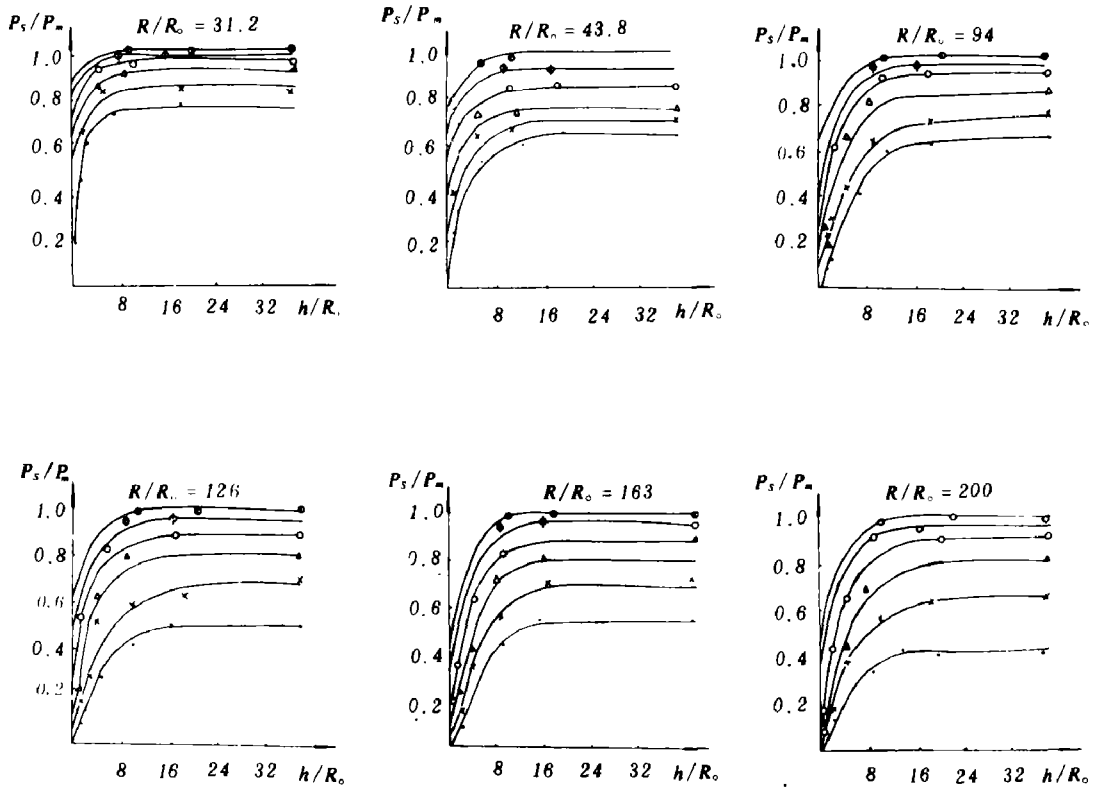 Ps/Pm
R/R₀ = 31.2
1.0
0.8
0.6
0.4
0.2
8 16 24 32 h/R₀
Ps/Pm
R/R₀ = 43.8
1.0
0.8
0.6
0.4
0.2
8 16 24 32 h/R₀
Ps/Pm
R/R₀ = 94
1.0
0.8
0.6
0.4
0.2
8 16 24 32 h/R₀
Ps/Pm
R/R₀ = 126
1.0
0.8
0.6
0.4
0.2
8 16 24 32 h/R₀
Ps/Pm
R/R₀ = 163
1.0
0.8
0.6
0.4
0.2
8 16 24 32 h/R₀
Ps/Pm
R/R₀ = 200
1.0
0.8
0.6
0.4
0.2
8 16 24 32 h/R₀